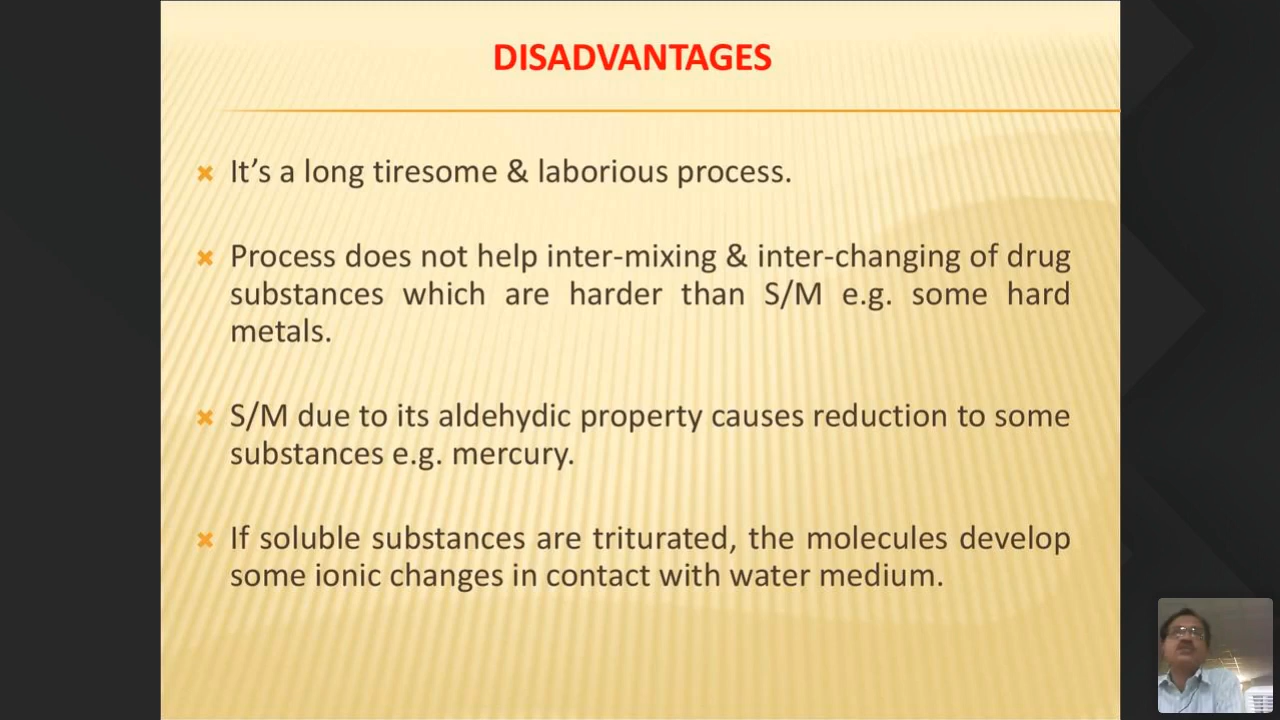 DISADVANTAGES
It's a long tiresome & laborious process.
Process does not help inter-mixing & inter-changing of drug
substances which are harder than S/M e.g. some hard
metals.
S/M due to its aldehydic property causes reduction to some
substances e.g. mercury.
If soluble substances are triturated, the molecules develop
some ionic changes in contact with water medium.